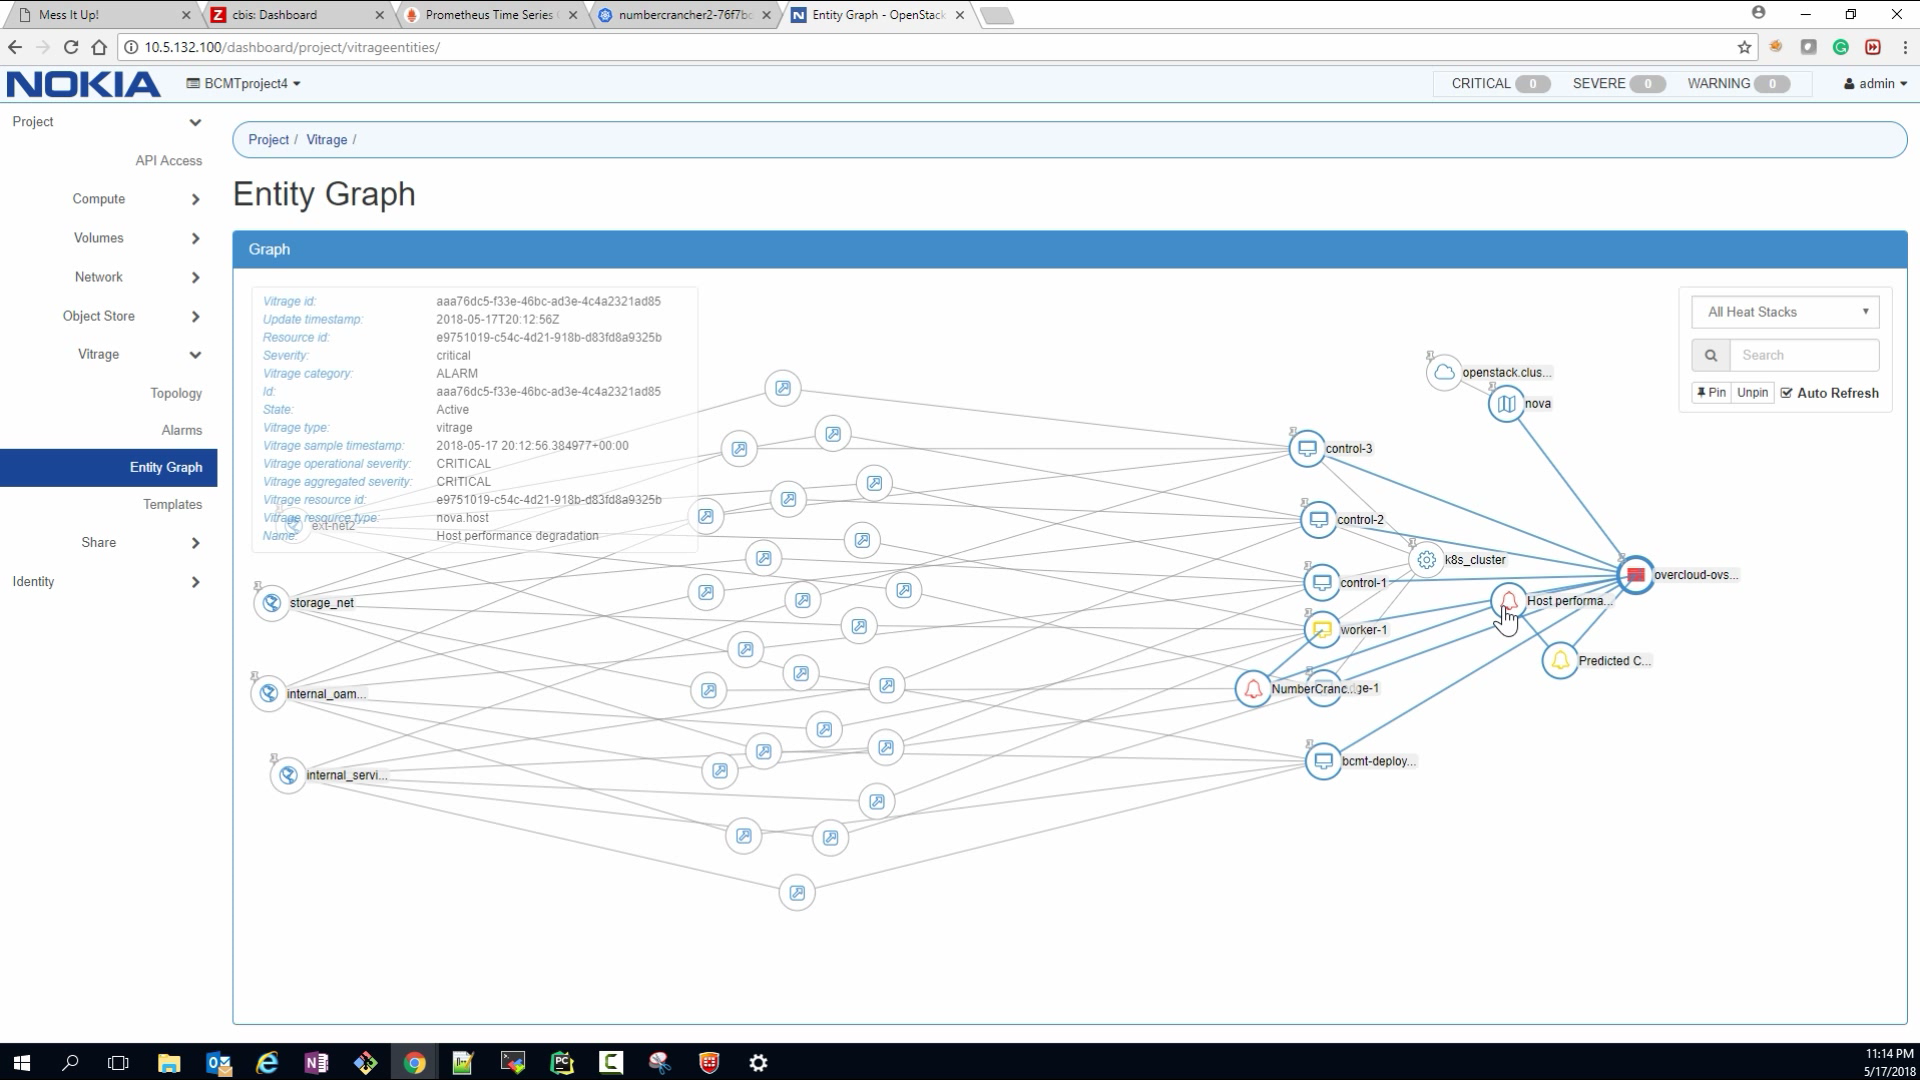 Mess It Up!
cbis: Dashboard
Prometheus Time Series
numbercrancher2-76f7bc
Entity Graph - OpenStack
10.5.132.100/dashboard/project/vitrageentities/
NOKIA
BCMTproject4
CRITICAL 0
SEVERE 0
WARNING 0
admin
Project
API Access
Compute
Volumes
Network
Object Store
Vitrage
Topology
Alarms
Entity Graph
Templates
Share
Identity
Project / Vitrage /
Entity Graph
Graph
Vitrage id: aaa76dc5-f33e-46bc-ad3e-4c4a2321ad85
Update timestamp: 2018-05-17T20:12:56Z
Resource id: e9751019-c54c-4d21-918b-d83fd8a9325b
Severity: critical
Vitrage category: ALARM
Id: aaa76dc5-f33e-46bc-ad3e-4c4a2321ad85
State: Active
Vitrage type: vitrage
Vitrage sample timestamp: 2018-05-17 20:12:56.384977+00:00
Vitrage operational severity: CRITICAL
Vitrage aggregated severity: CRITICAL
Vitrage resource id: e9751019-c54c-4d21-918b-d83fd8a9325b
Vitrage resource type: nova.host
Name: Host performance degradation
ext-net2
storage_net
internal_oam...
internal_servi...
control-3
control-2
control-1
worker-1
NumberCranc...
ge-1
bcmt-deploy...
k8s_cluster
openstack.clus...
nova
overcloud-ovs...
Host performa...
Predicted C...
All Heat Stacks
Search
Pin
Unpin
Auto Refresh
11:14 PM
5/17/2018